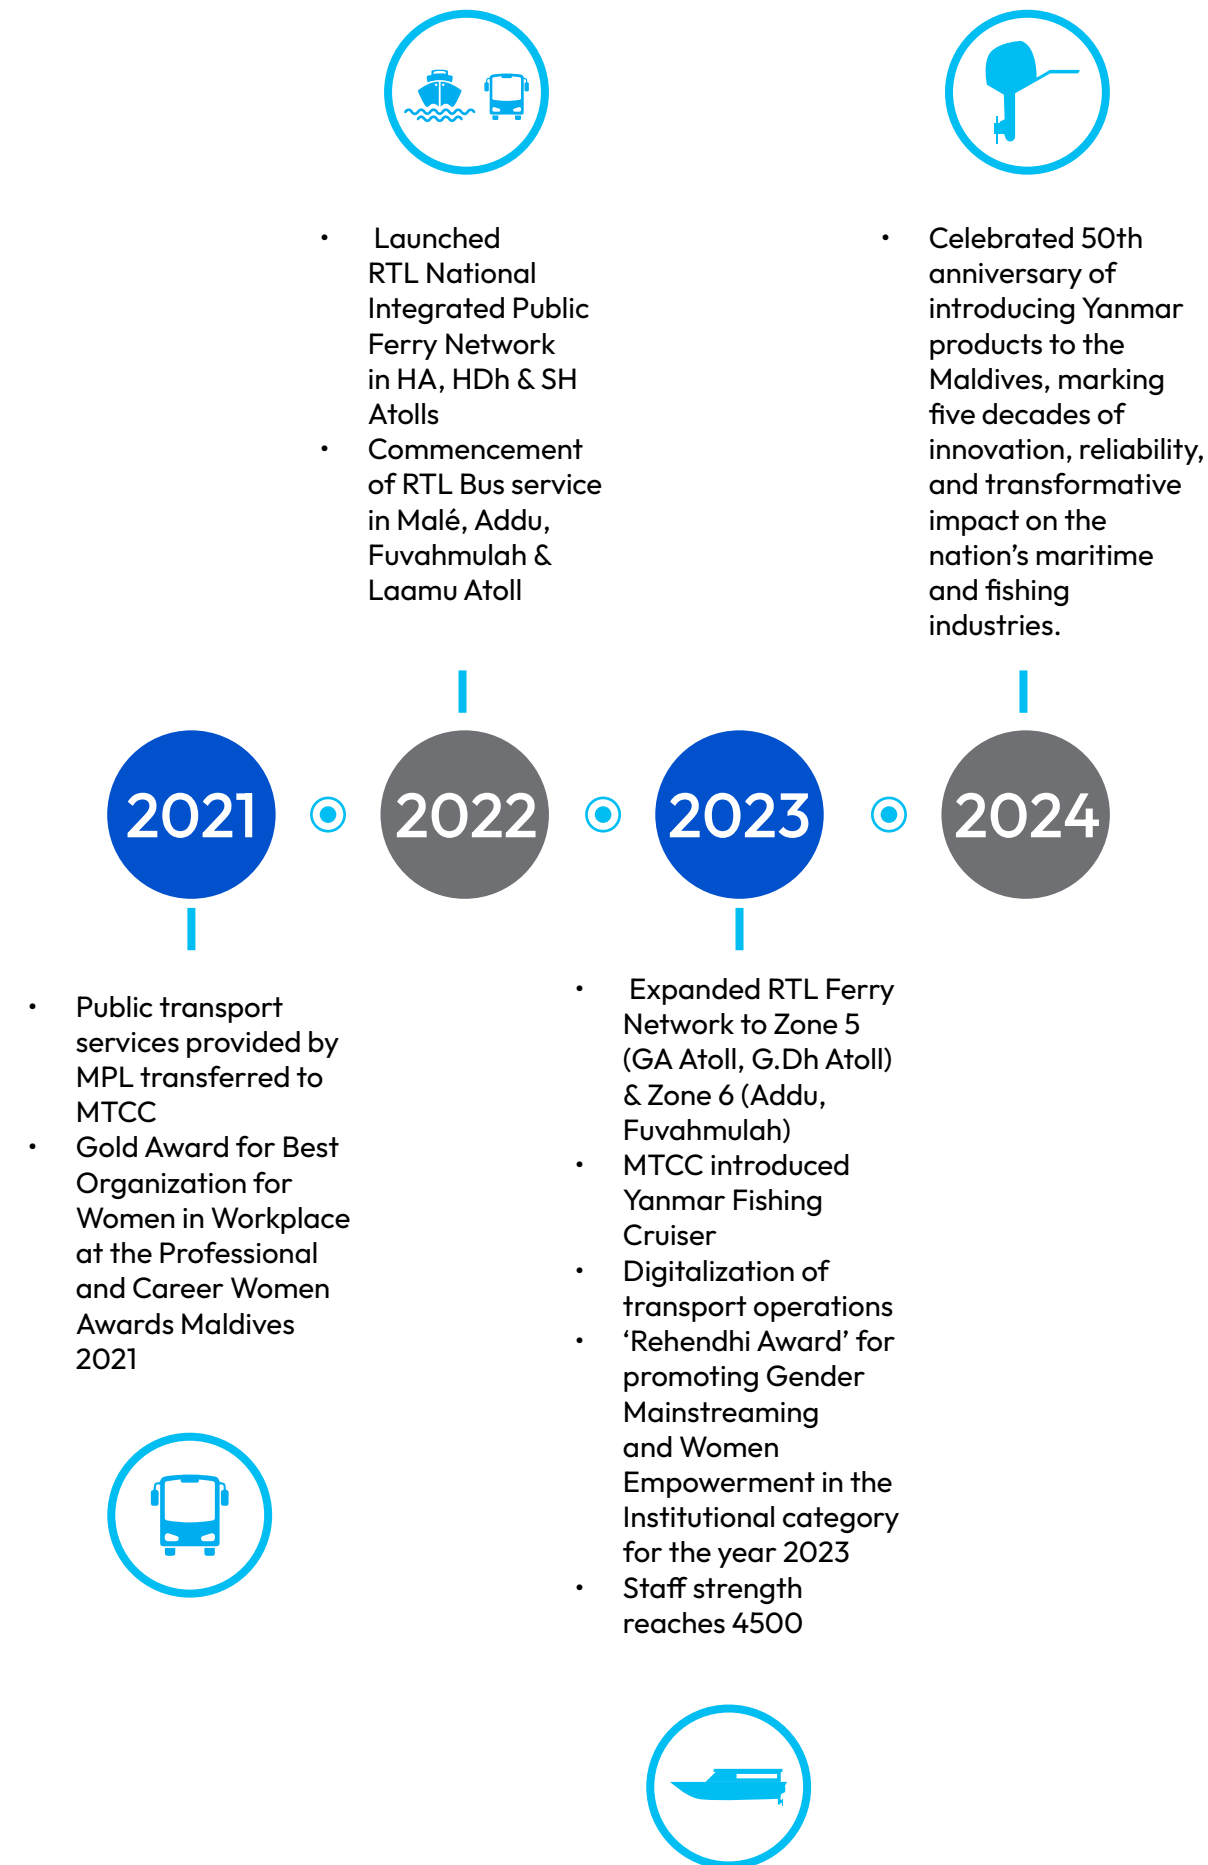 • Launched
RTL National
Integrated Public
Ferry Network
in HA, HDh & SH
Atolls
• Commencement
of RTL Bus service
in Malé, Addu,
Fuvahmulah &
Laamu Atoll
• Celebrated 50th
anniversary of
introducing Yanmar
products to the
Maldives, marking
five decades of
innovation, reliability,
and transformative
impact on the
nation’s maritime
and fishing
industries.
2021
2022
2023
2024
• Public transport
services provided by
MPL transferred to
MTCC
• Gold Award for Best
Organization for
Women in Workplace
at the Professional
and Career Women
Awards Maldives
2021
• Expanded RTL Ferry
Network to Zone 5
(GA Atoll, G.Dh Atoll)
& Zone 6 (Addu,
Fuvahmulah)
• MTCC introduced
Yanmar Fishing
Cruiser
• Digitalization of
transport operations
• ‘Rehendhi Award’ for
promoting Gender
Mainstreaming
and Women
Empowerment in the
Institutional category
for the year 2023
• Staff strength
reaches 4500